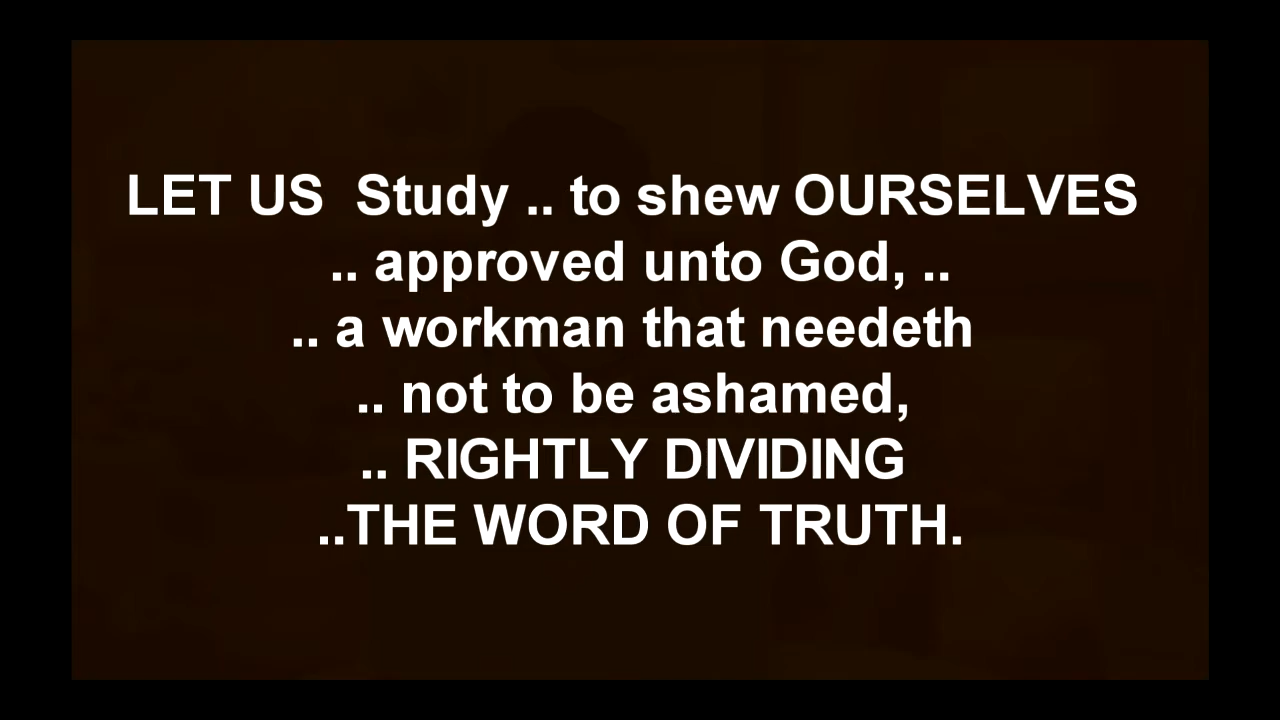 LET US  Study .. to shew OURSELVES
.. approved unto God, ..
.. a workman that needeth
.. not to be ashamed,
.. RIGHTLY DIVIDING
..THE WORD OF TRUTH.